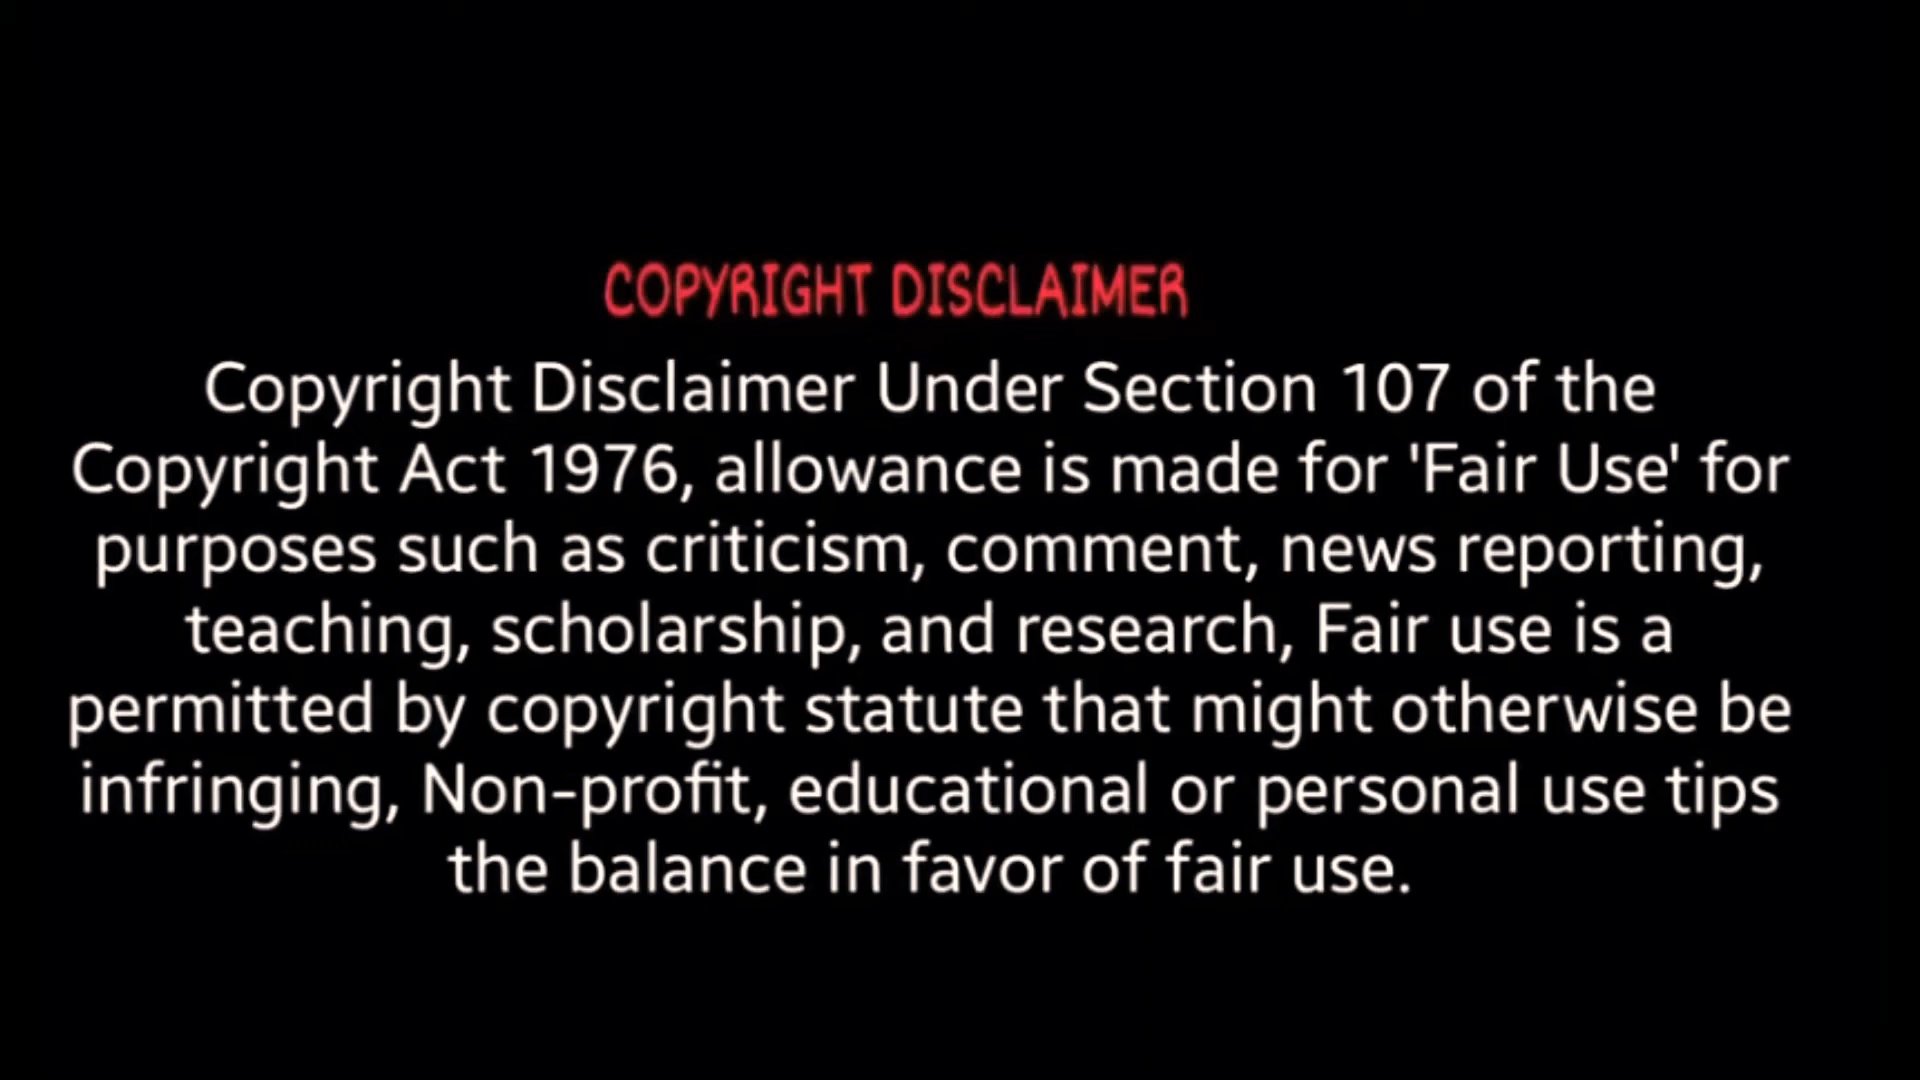 COPYRIGHT DISCLAIMER
Copyright Disclaimer Under Section 107 of the
Copyright Act 1976, allowance is made for 'Fair Use' for
purposes such as criticism, comment, news reporting,
teaching, scholarship, and research, Fair use is a
permitted by copyright statute that might otherwise be
infringing, Non-profit, educational or personal use tips
the balance in favor of fair use.